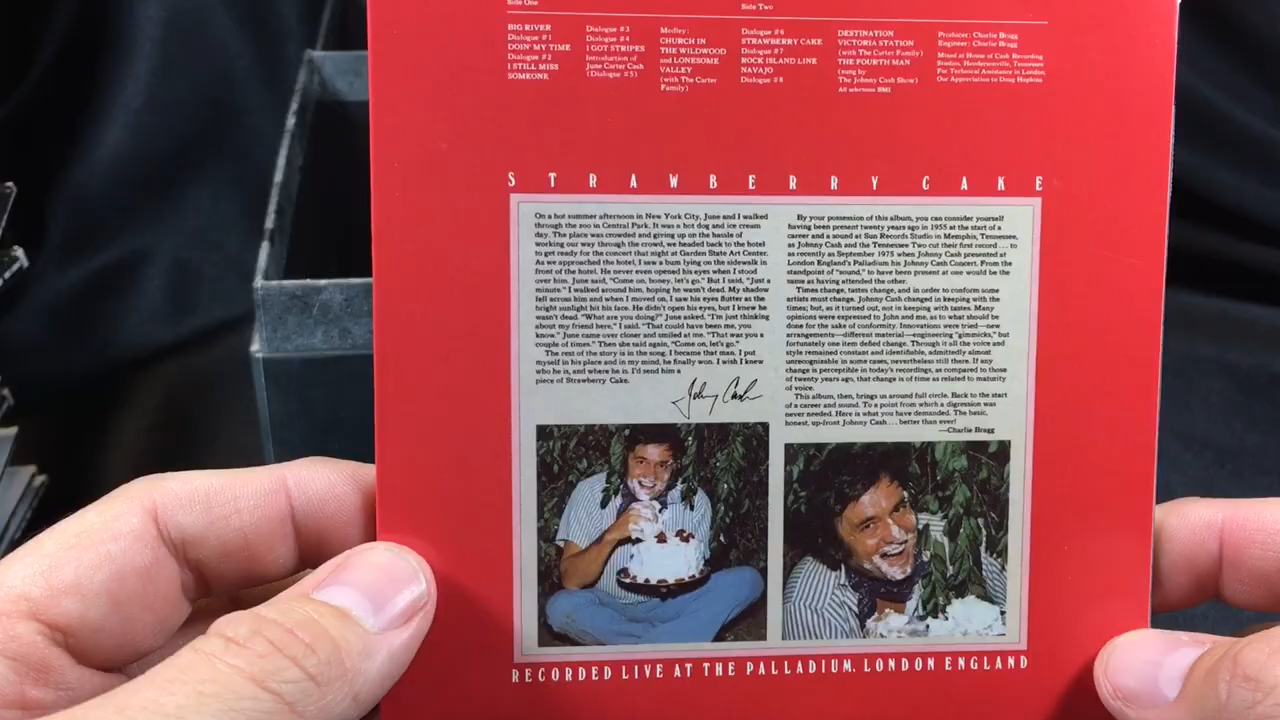 Side One
Side Two
BIG RIVER
Dialogue #1
DOIN' MY TIME
Dialogue #2
I STILL MISS
SOMEONE
Dialogue #3
Dialogue #4
I GOT STRIPES
Introduction of
June Carter Cash
(Dialogue #5)
Medley:
CHURCH IN
THE WILDWOOD
and LONESOME
VALLEY
(with The Carter
Family)
Dialogue #6
STRAWBERRY CAKE
Dialogue #7
ROCK ISLAND LINE
NAVAJO
Dialogue #8
DESTINATION
VICTORIA STATION
(with The Carter Family)
THE FOURTH MAN
(sung by
The Johnny Cash Show)
All selections BMI
Producer: Charlie Bragg
Engineer: Charlie Bragg
Mixed at House of Cash Recording
Studios, Hendersonville, Tennessee
For Technical Assistance in London,
Our Appreciation to Doug Hopkins
STRAWBERRY CAKE
On a hot summer afternoon in New York City, June and I walked
through the zoo in Central Park. It was a hot dog and ice cream
day. The place was crowded and giving up on the hassle of
working our way through the crowd, we headed back to the hotel
to get ready for the concert that night at Garden State Art Center.
As we approached the hotel, I saw a bum lying on the sidewalk in
front of the hotel. He never even opened his eyes when I stood
over him. June said, "Come on, honey, let's go." But I said, "Just a
minute." I walked around him, hoping he wasn't dead. My shadow
fell across him and when I moved on, I saw his eyes flutter as the
bright sunlight hit his face. He didn't open his eyes, but I knew he
wasn't dead. "What are you doing?" June asked. "I'm just thinking
about my friend here," I said. "That could have been me, you
know." June came over closer and smiled at me. "That was you a
couple of times." Then she said again, "Come on, let's go."
The rest of the story is in the song. I became that man. I put
myself in his place and in my mind, he finally won. I wish I knew
who he is, and where he is. I'd send him a
piece of Strawberry Cake.
Johnny Cash
By your possession of this album, you can consider yourself
having been present twenty years ago in 1955 at the start of a
career and a sound at Sun Records Studio in Memphis, Tennessee,
as Johnny Cash and the Tennessee Two cut their first record...to
as recently as September 1975 when Johnny Cash presented at
London England's Palladium his Johnny Cash Concert. From the
standpoint of "sound," to have been present at one would be the
same as having attended the other.
Times change, tastes change, and in order to conform some
artists must change. Johnny Cash changed in keeping with the
times; but, as it turned out, not in keeping with tastes. Many
opinions were expressed to John and me, as to what should be
done for the sake of conformity. Innovations were tried—new
arrangements—different material—engineering "gimmicks," but
fortunately one item defied change. Through it all the voice and
style remained constant and identifiable, admittedly almost
unrecognizable in some cases, nevertheless still there. If any
change is perceptible in today's recordings, as compared to those
of twenty years ago, that change is of time as related to maturity
of voice.
This album, then, brings us around full circle. Back to the start
of a career and sound. To a point from which a digression was
never needed. Here is what you have demanded. The basic,
honest, up-front Johnny Cash...better than ever!
—Charlie Bragg
RECORDED LIVE AT THE PALLADIUM, LONDON ENGLAND